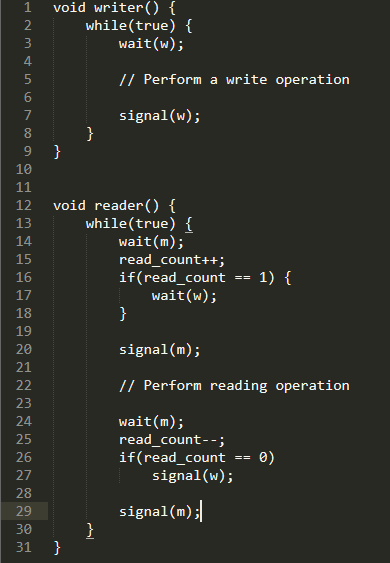 1 void writer() {
2 while(true) {
3 wait(w);
4
5 // Perform a write operation
6
7 signal(w);
8 }
9 }
10
11
12 void reader() {
13 while(true) {
14 wait(m);
15 read_count++;
16 if(read_count == 1) {
17 wait(w);
18 }
19
20 signal(m);
21
22 // Perform reading operation
23
24 wait(m);
25 read_count--;
26 if(read_count == 0)
27 signal(w);
28
29 signal(m);
30 }
31 }